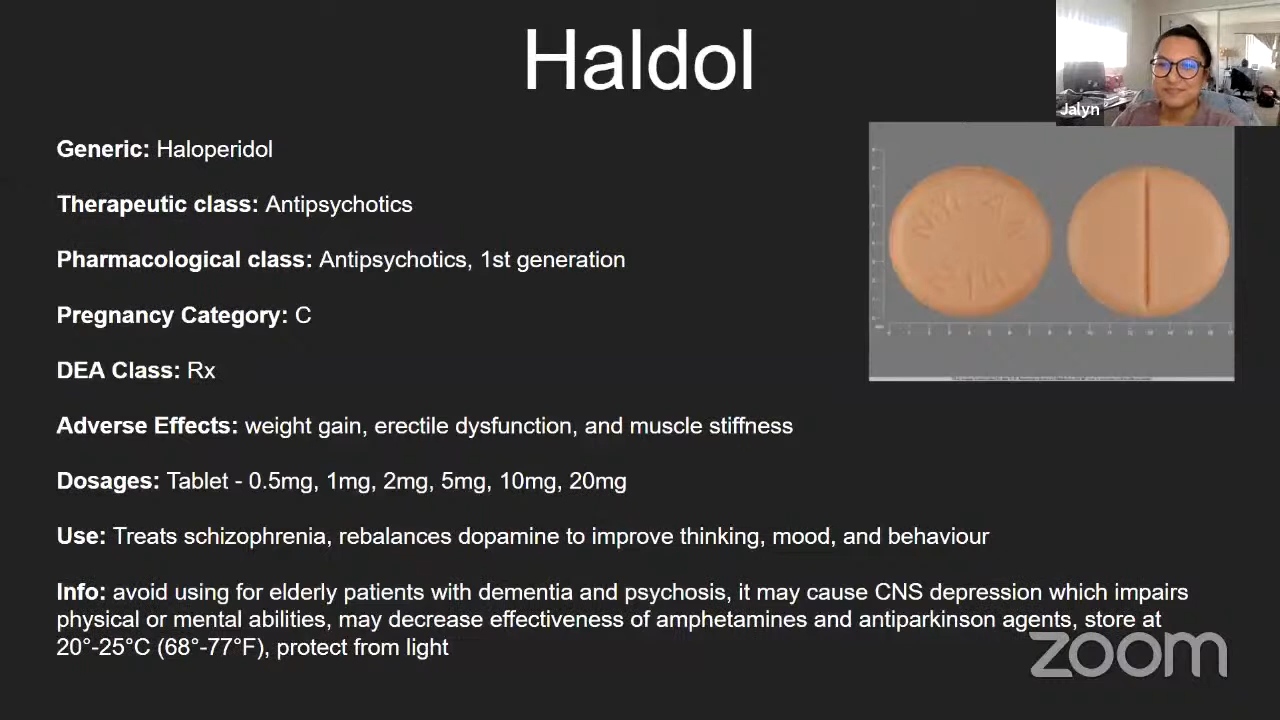 Haldol
Jalyn
Generic: Haloperidol
Therapeutic class: Antipsychotics
Pharmacological class: Antipsychotics, 1st generation
Pregnancy Category: C
DEA Class: Rx
Adverse Effects: weight gain, erectile dysfunction, and muscle stiffness
Dosages: Tablet - 0.5mg, 1mg, 2mg, 5mg, 10mg, 20mg
Use: Treats schizophrenia, rebalances dopamine to improve thinking, mood, and behaviour
Info: avoid using for elderly patients with dementia and psychosis, it may cause CNS depression which impairs
physical or mental abilities, may decrease effectiveness of amphetamines and antiparkinson agents, store at
20°-25°C (68°-77°F), protect from light
zoom